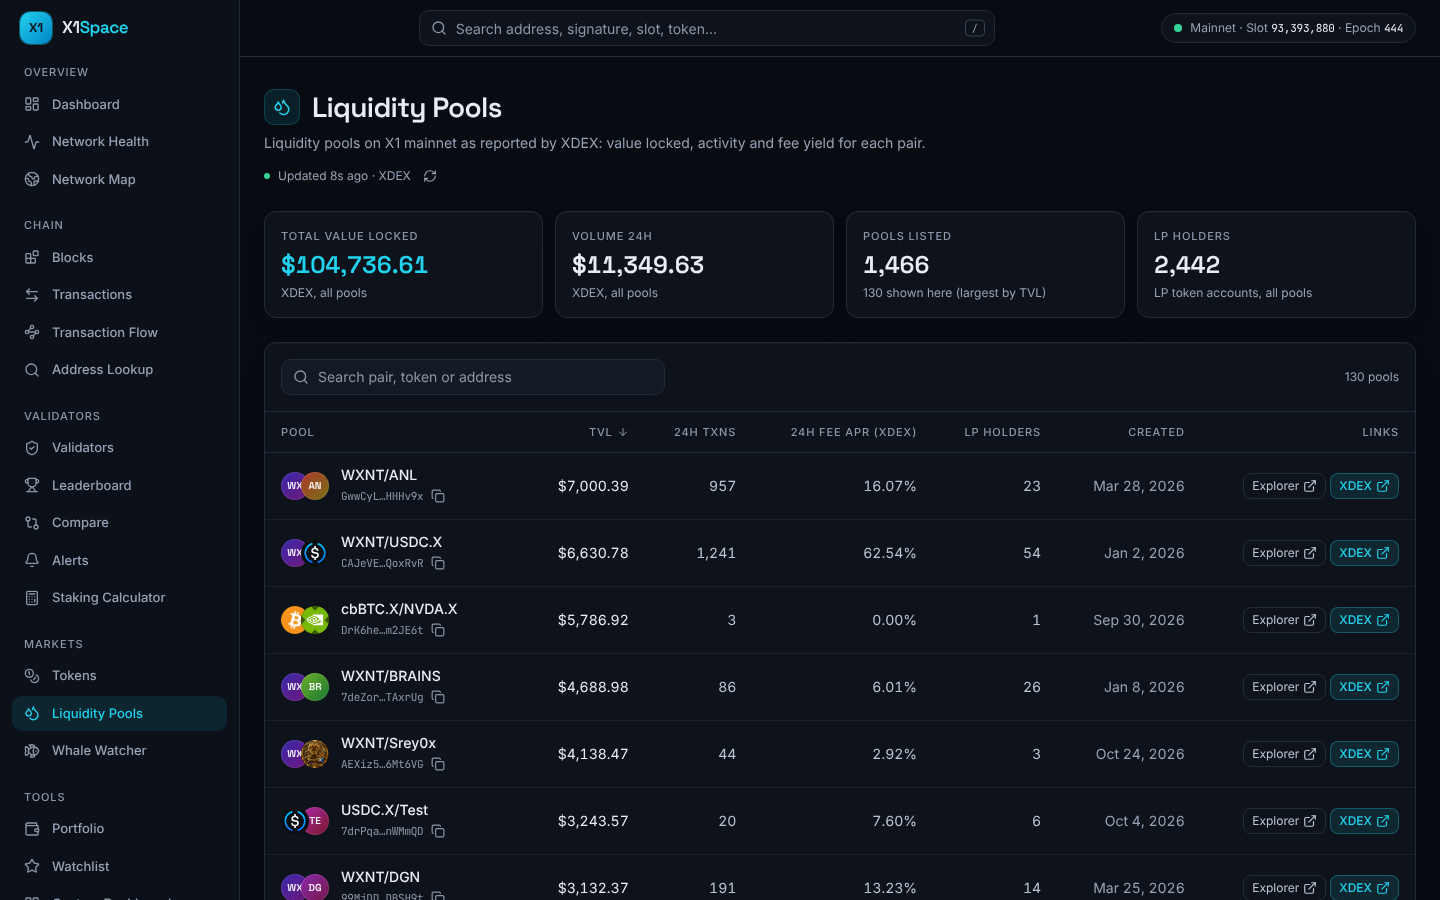 X1 X1Space
Search address, signature, slot, token... /
Mainnet · Slot 93,393,880 · Epoch 444
OVERVIEW
Dashboard
Network Health
Network Map
CHAIN
Blocks
Transactions
Transaction Flow
Address Lookup
VALIDATORS
Validators
Leaderboard
Compare
Alerts
Staking Calculator
MARKETS
Tokens
Liquidity Pools
Whale Watcher
TOOLS
Portfolio
Watchlist
Liquidity Pools
Liquidity pools on X1 mainnet as reported by XDEX: value locked, activity and fee yield for each pair.
Updated 8s ago · XDEX
TOTAL VALUE LOCKED
$104,736.61
XDEX, all pools
VOLUME 24H
$11,349.63
XDEX, all pools
POOLS LISTED
1,466
130 shown here (largest by TVL)
LP HOLDERS
2,442
LP token accounts, all pools
Search pair, token or address
130 pools
POOL TVL ↓ 24H TXNS 24H FEE APR (XDEX) LP HOLDERS CREATED LINKS
WX AN WXNT/ANL $7,000.39 957 16.07% 23 Mar 28, 2026 Explorer XDEX
GwwCyL…HHHv9x
WX WXNT/USDC.X $6,630.78 1,241 62.54% 54 Jan 2, 2026 Explorer XDEX
CAJeVE…QoxRvR
cbBTC.X/NVDA.X $5,786.92 3 0.00% 1 Sep 30, 2026 Explorer XDEX
DrK6he…m2JE6t
WX BR WXNT/BRAINS $4,688.98 86 6.01% 26 Jan 8, 2026 Explorer XDEX
7deZor…TAxrUg
WX WXNT/Srey0x $4,138.47 44 2.92% 3 Oct 24, 2026 Explorer XDEX
AEXiz5…6Mt6VG
TE USDC.X/Test $3,243.57 20 7.60% 6 Oct 4, 2026 Explorer XDEX
7drPqa…nWMmQD
WX DG WXNT/DGN $3,132.37 191 13.23% 14 Mar 25, 2026 Explorer XDEX